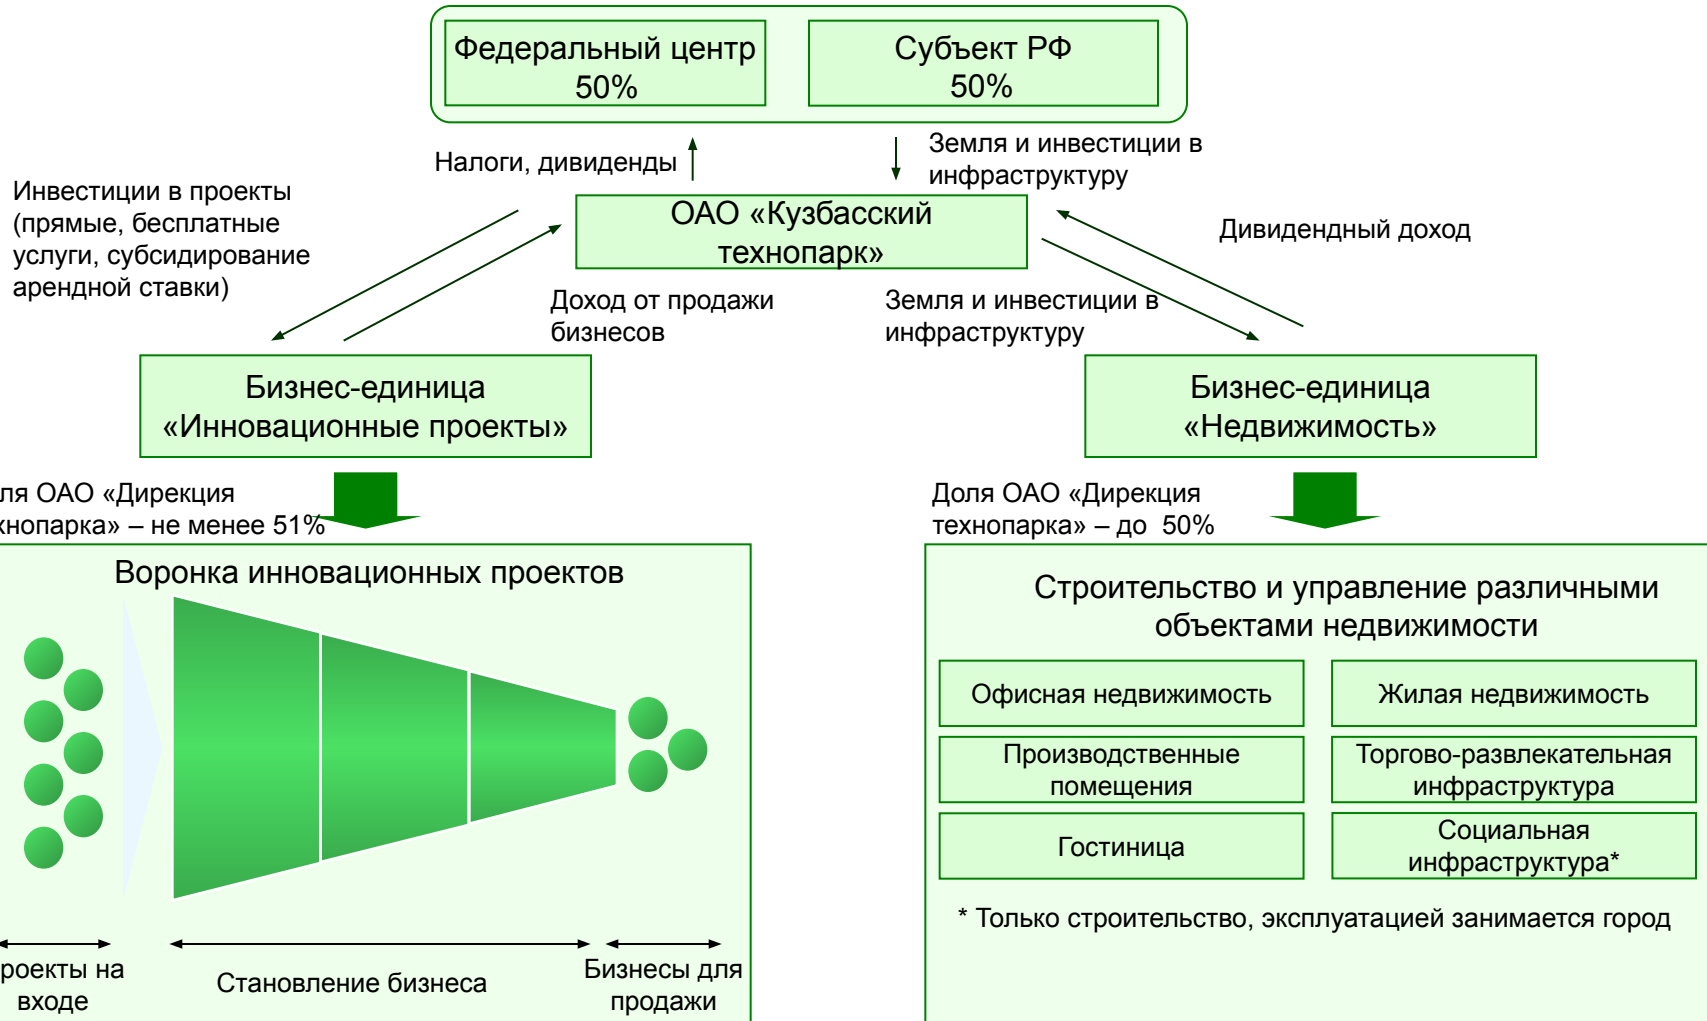 Федеральный центр
50%
Субъект РФ
50%
Налоги, дивиденды
Земля и инвестиции в
инфраструктуру
Инвестиции в проекты
(прямые, бесплатные
услуги, субсидирование
арендной ставки)
ОАО «Кузбасский
технопарк»
Дивидендный доход
Доход от продажи
бизнесов
Земля и инвестиции в
инфраструктуру
Бизнес-единица
«Инновационные проекты»
Бизнес-единица
«Недвижимость»
ля ОАО «Дирекция
хнопарка» – не менее 51%
Доля ОАО «Дирекция
технопарка» – до 50%
Воронка инновационных проектов
Строительство и управление различными
объектами недвижимости
Офисная недвижимость
Жилая недвижимость
Производственные
помещения
Торгово-развлекательная
инфраструктура
Гостиница
Социальная
инфраструктура*
* Только строительство, эксплуатацией занимается город
роекты на
входе
Становление бизнеса
Бизнесы для
продажи